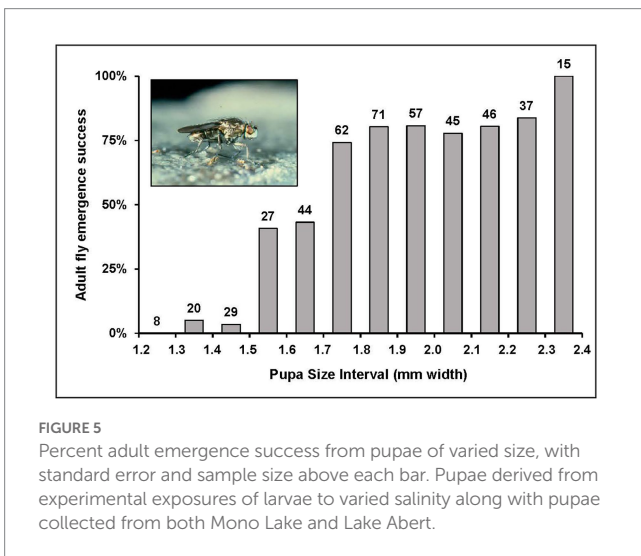 100%
75%
50%
25%
0%
Adult fly emergence success
8
20
29
27
44
62
71
57
45
46
37
15
1.2 1.3 1.4 1.5 1.6 1.7 1.8 1.9 2.0 2.1 2.2 2.3 2.4
Pupa Size Interval (mm width)
FIGURE 5
Percent adult emergence success from pupae of varied size, with
standard error and sample size above each bar. Pupae derived from
experimental exposures of larvae to varied salinity along with pupae
collected from both Mono Lake and Lake Abert.